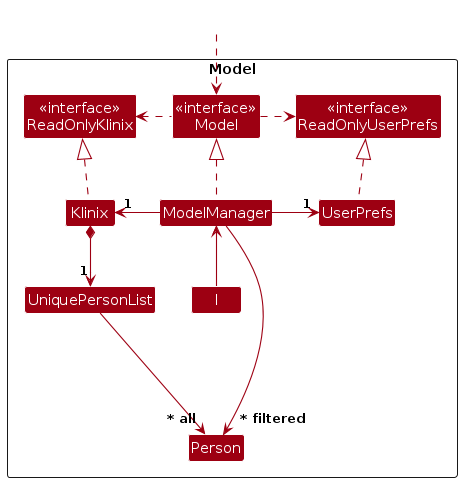 Model
«interface»
ReadOnlyKlinix
«interface»
Model
«interface»
ReadOnlyUserPrefs
Klinix
1
ModelManager
1
UserPrefs
1
UniquePersonList
I
* all
* filtered
Person